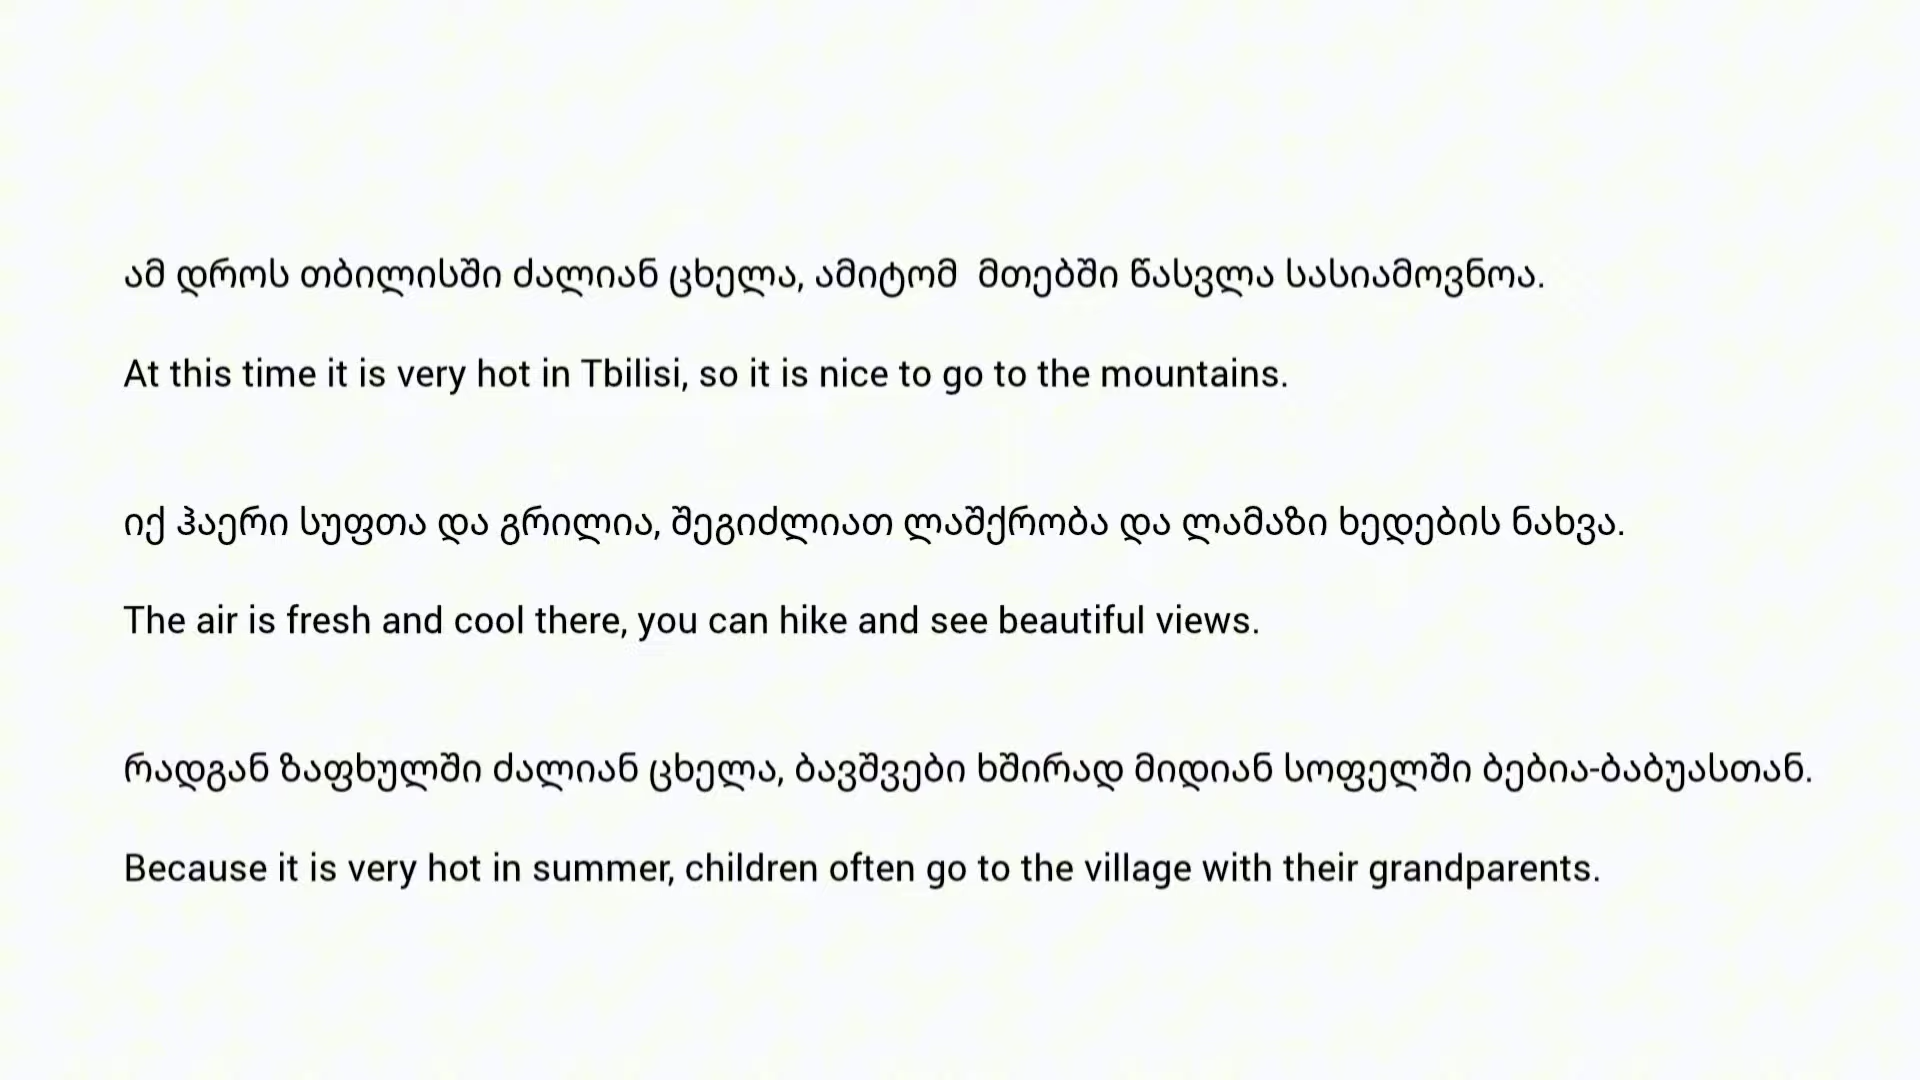 ამ დროს თბილისში ძალიან ცხელა, ამიტომ  მთებში წასვლა სასიამოვნოა.
At this time it is very hot in Tbilisi, so it is nice to go to the mountains.
იქ ჰაერი სუფთა და გრილია, შეგიძლიათ ლაშქრობა და ლამაზი ხედების ნახვა.
The air is fresh and cool there, you can hike and see beautiful views.
რადგან ზაფხულში ძალიან ცხელა, ბავშვები ხშირად მიდიან სოფელში ბებია-ბაბუასთან.
Because it is very hot in summer, children often go to the village with their grandparents.